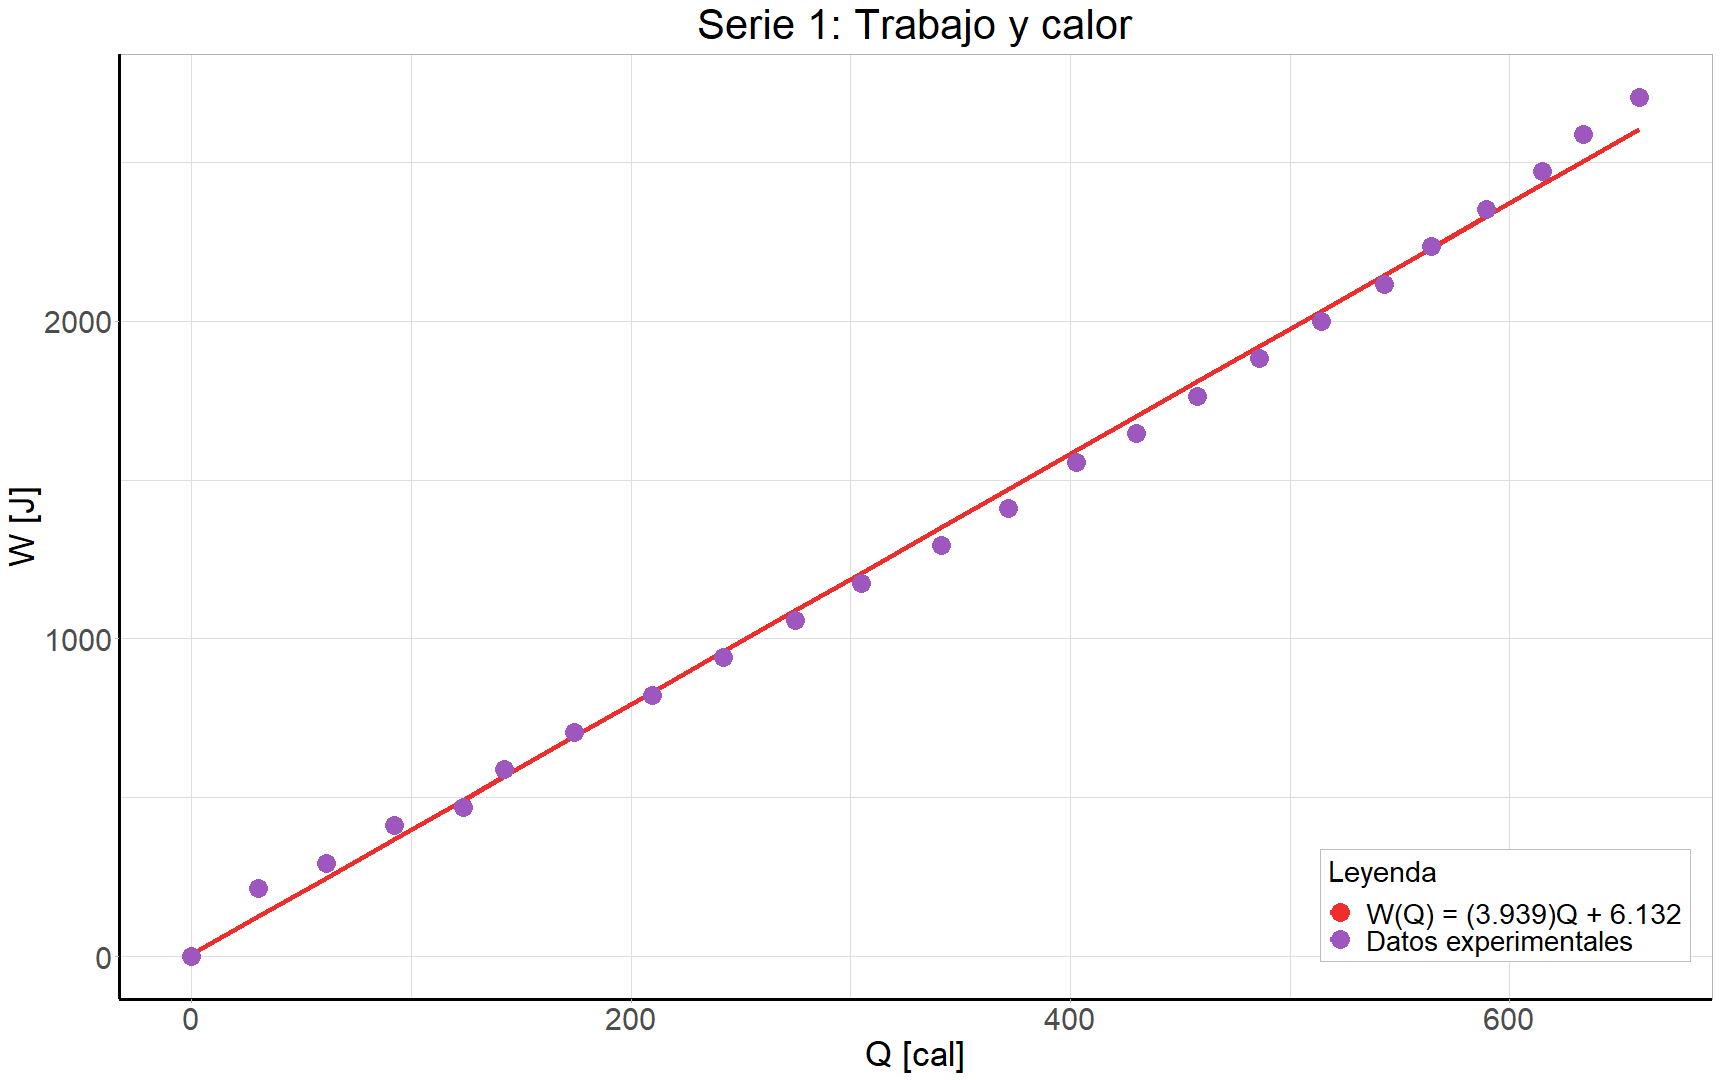 Serie 1: Trabajo y calor
W [J]
2000
1000
0
0 200 400 600
Q [cal]
Leyenda
W(Q) = (3.939)Q + 6.132
Datos experimentales